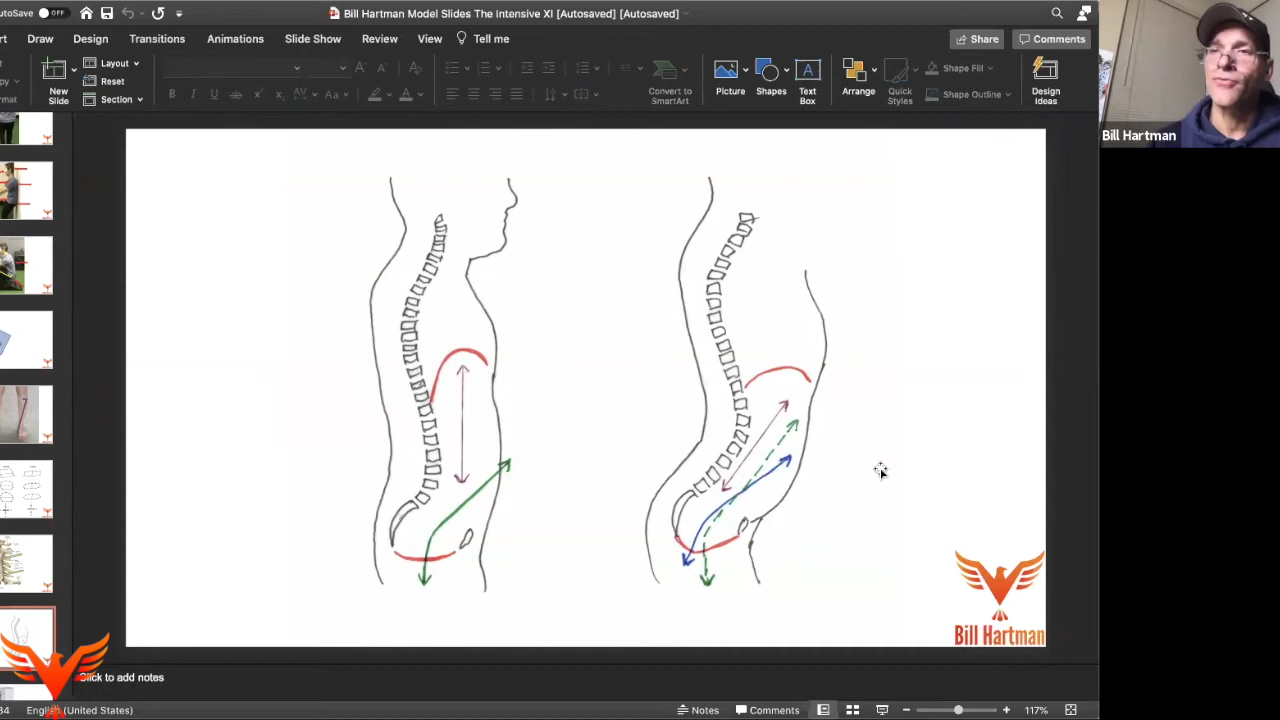 AutoSave OFF
Bill Hartman Model Slides The Intensive XI [Autosaved] [Autosaved]
Draw Design Transitions Animations Slide Show Review View Tell me
Share Comments
New Slide
Layout
Reset
Section
B I U S
Aa
Convert to SmartArt
Picture
Shapes
Text Box
Arrange
Quick Styles
Shape Fill
Shape Outline
Design Ideas
Bill Hartman
Bill Hartman
Click to add notes
English (United States)
Notes Comments 117%